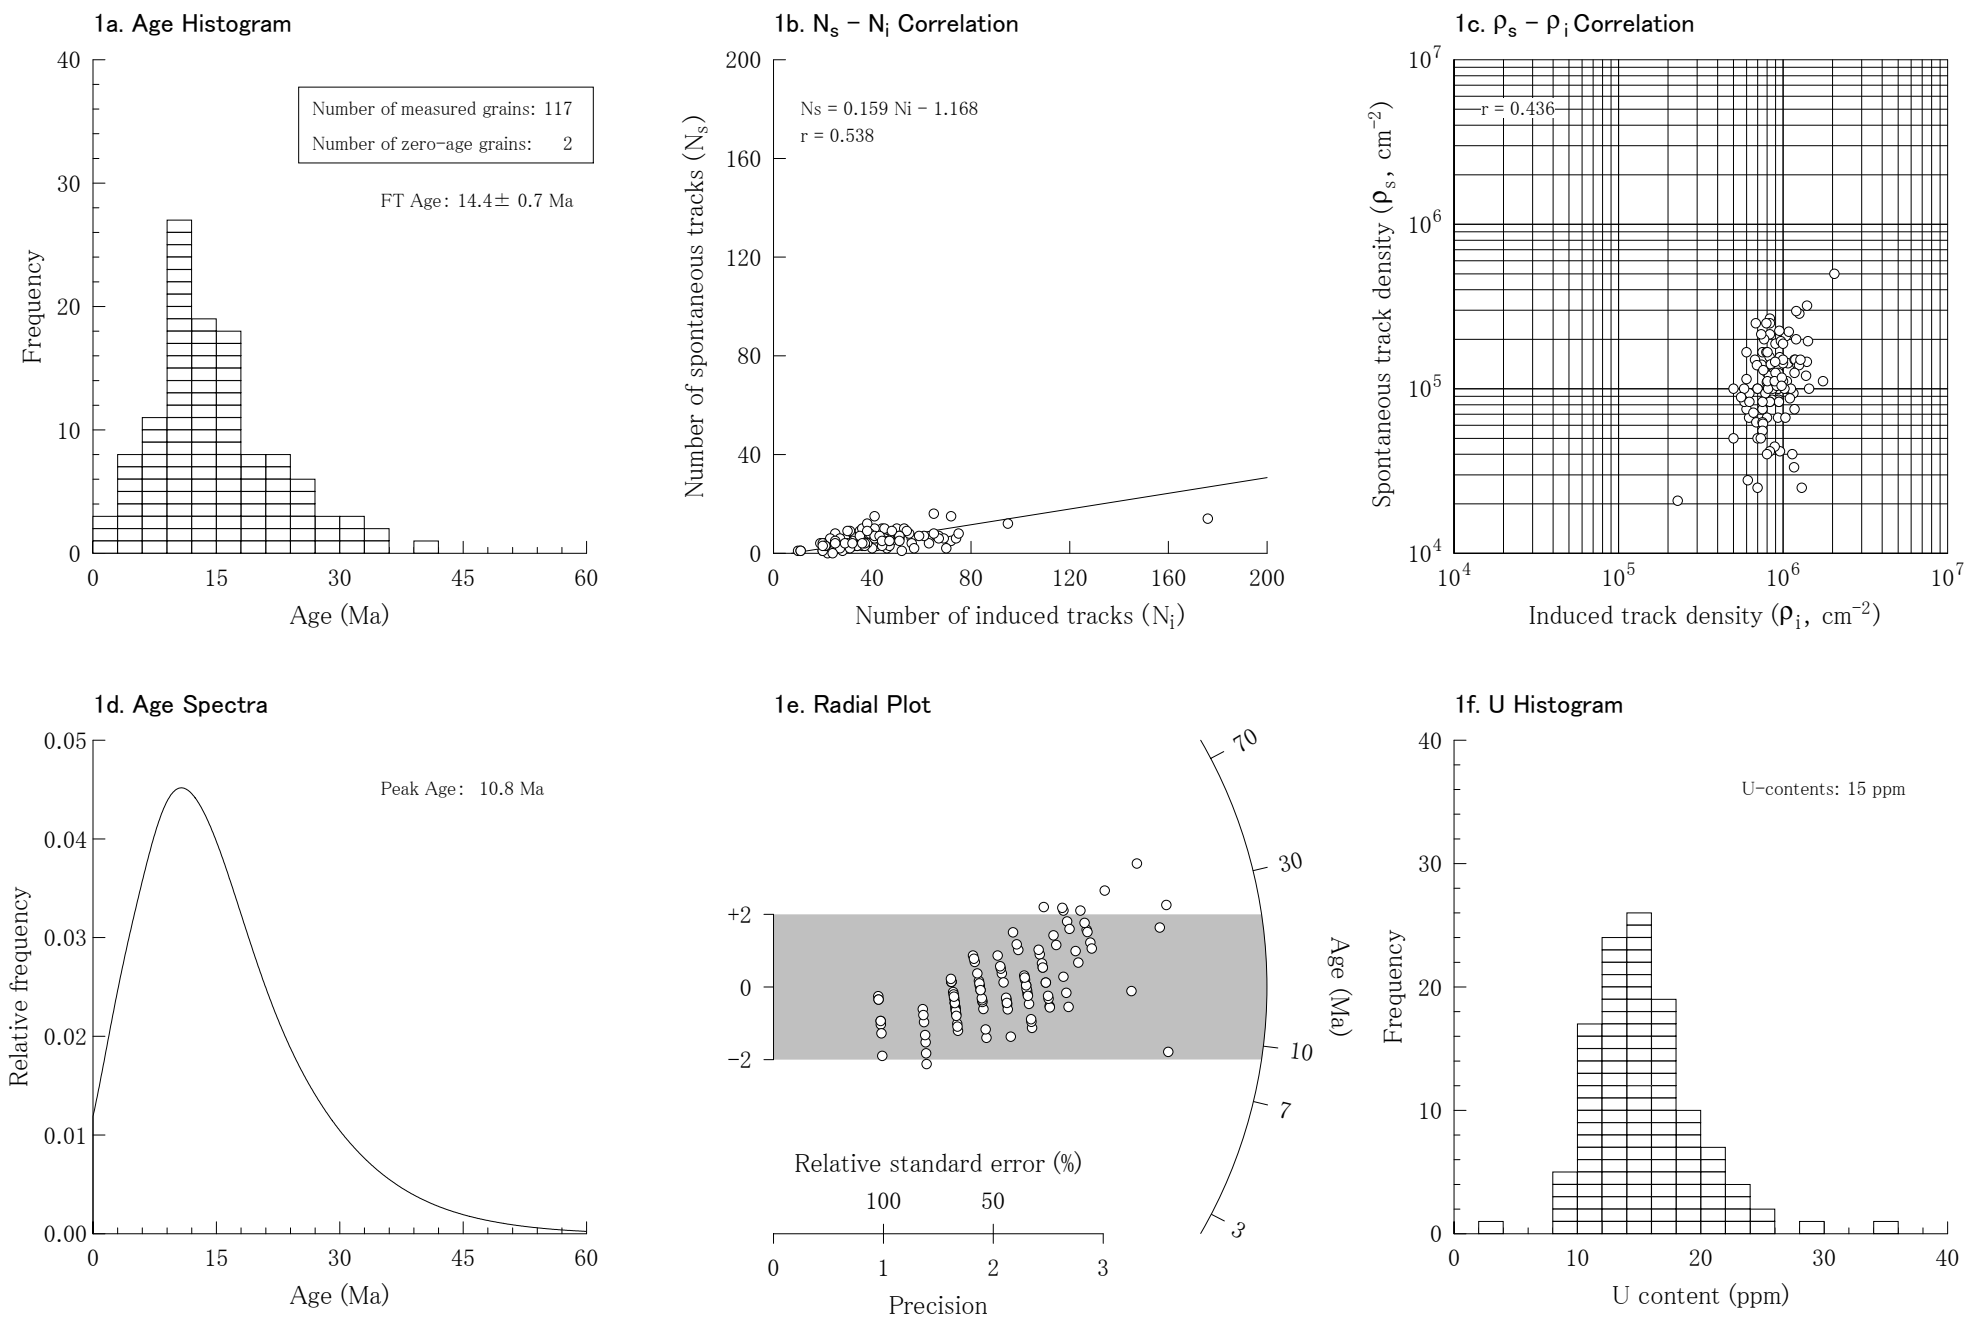 1a. Age Histogram
40
30
20
10
0
Frequency
Number of measured grains: 117
Number of zero-age grains: 2
FT Age: 14.4± 0.7 Ma
0 15 30 45 60
Age (Ma)
1b. Ns - Ni Correlation
200
160
120
80
40
0
Number of spontaneous tracks (Ns)
Ns = 0.159 Ni - 1.168
r = 0.538
0 40 80 120 160 200
Number of induced tracks (Ni)
1c. ρs - ρi Correlation
10^7
10^6
10^5
10^4
Spontaneous track density (ρs, cm^-2)
r = 0.436
10^4 10^5 10^6 10^7
Induced track density (ρi, cm^-2)
1d. Age Spectra
0.05
0.04
0.03
0.02
0.01
0.00
Relative frequency
Peak Age: 10.8 Ma
0 15 30 45 60
Age (Ma)
1e. Radial Plot
+2
0
-2
70
30
10
7
3
Age (Ma)
Relative standard error (%)
100 50
0 1 2 3
Precision
1f. U Histogram
40
30
20
10
0
Frequency
U-contents: 15 ppm
0 10 20 30 40
U content (ppm)